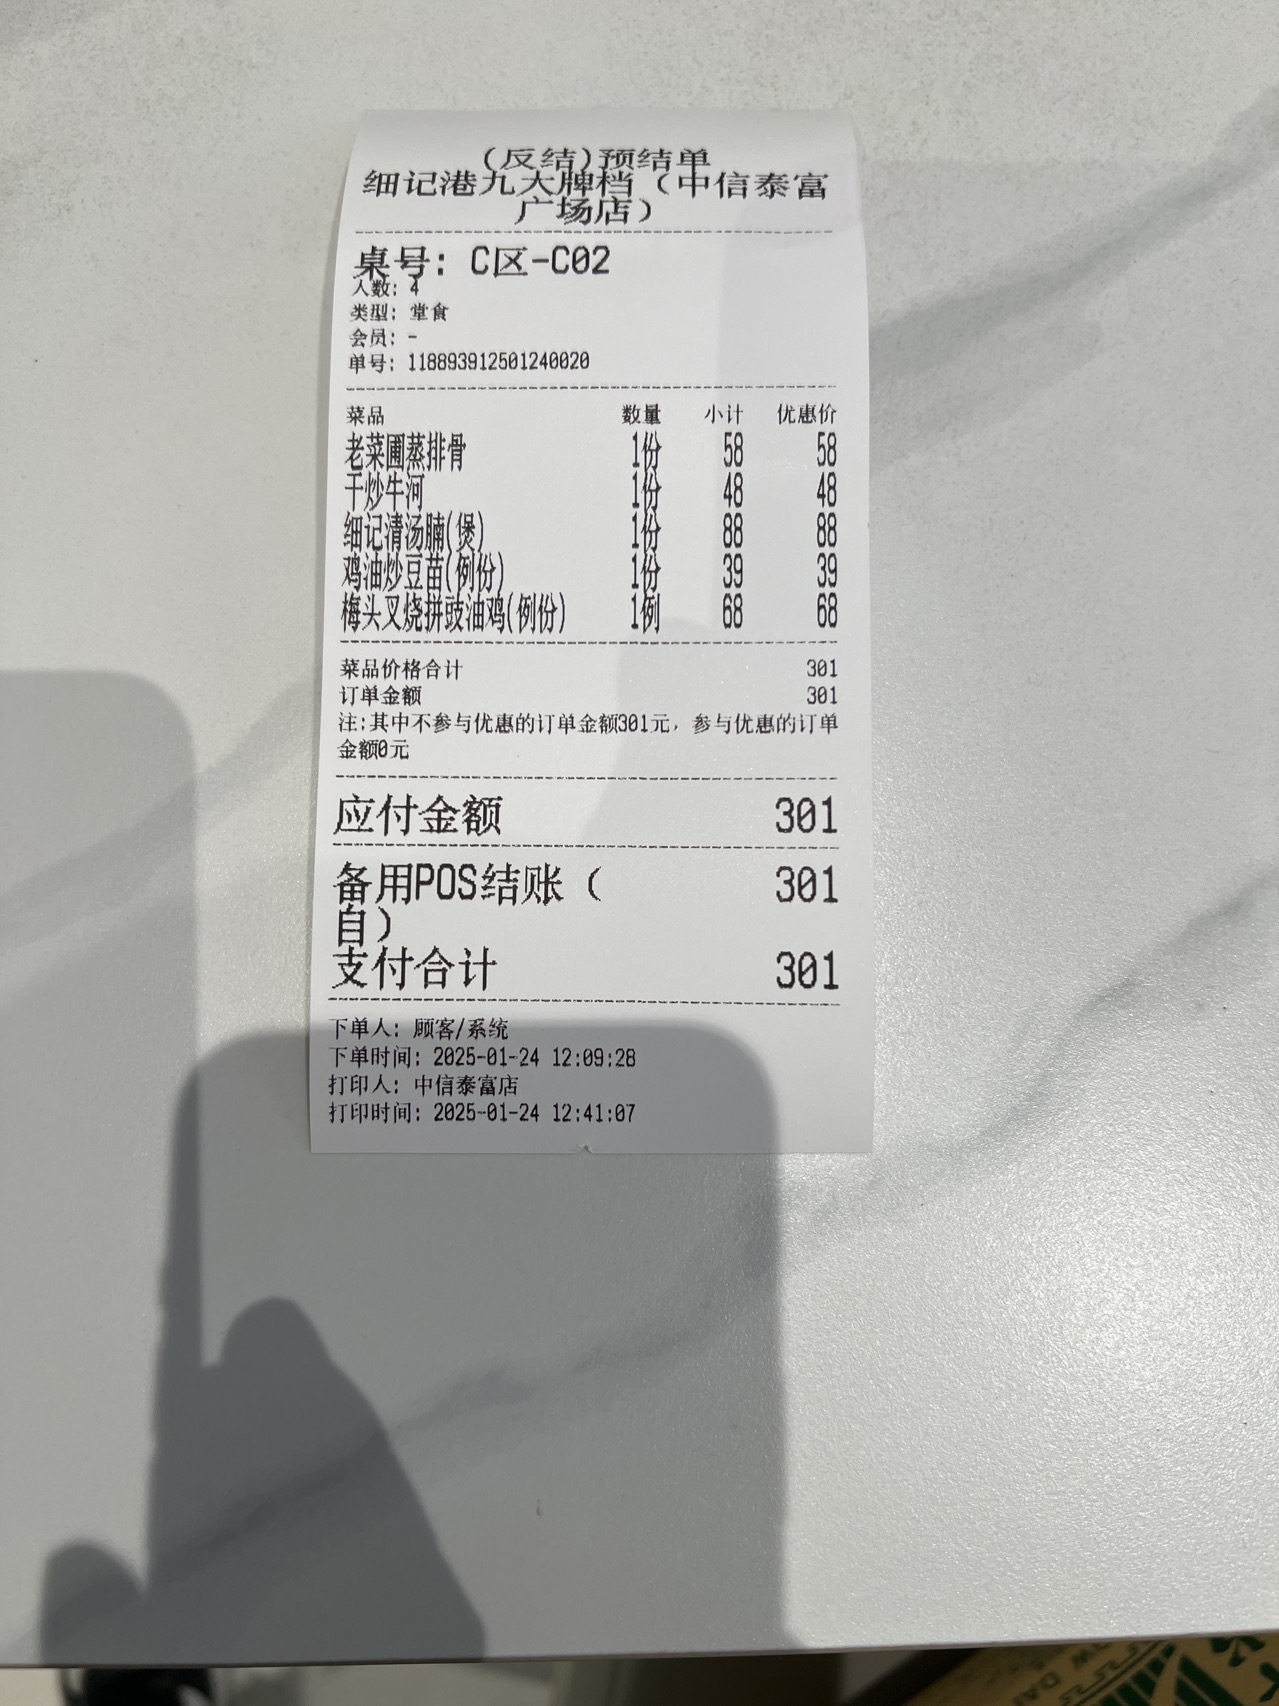 (反结)预结单
细记港九大牌档（中信泰富
广场店）
桌号: C区-C02
人数: 4
类型: 堂食
会员: -
单号: 118893912501240020
菜品 数量 小计 优惠价
老菜圃蒸排骨 1份 58 58
干炒牛河 1份 48 48
细记清汤腩(煲) 1份 88 88
鸡油炒豆苗(例份) 1份 39 39
梅头叉烧拼豉油鸡(例份) 1例 68 68
菜品价格合计 301
订单金额 301
注:其中不参与优惠的订单金额301元，参与优惠的订单
金额0元
应付金额 301
备用POS结账（ 301
自）
支付合计 301
下单人: 顾客/系统
下单时间: 2025-01-24 12:09:28
打印人: 中信泰富店
打印时间: 2025-01-24 12:41:07